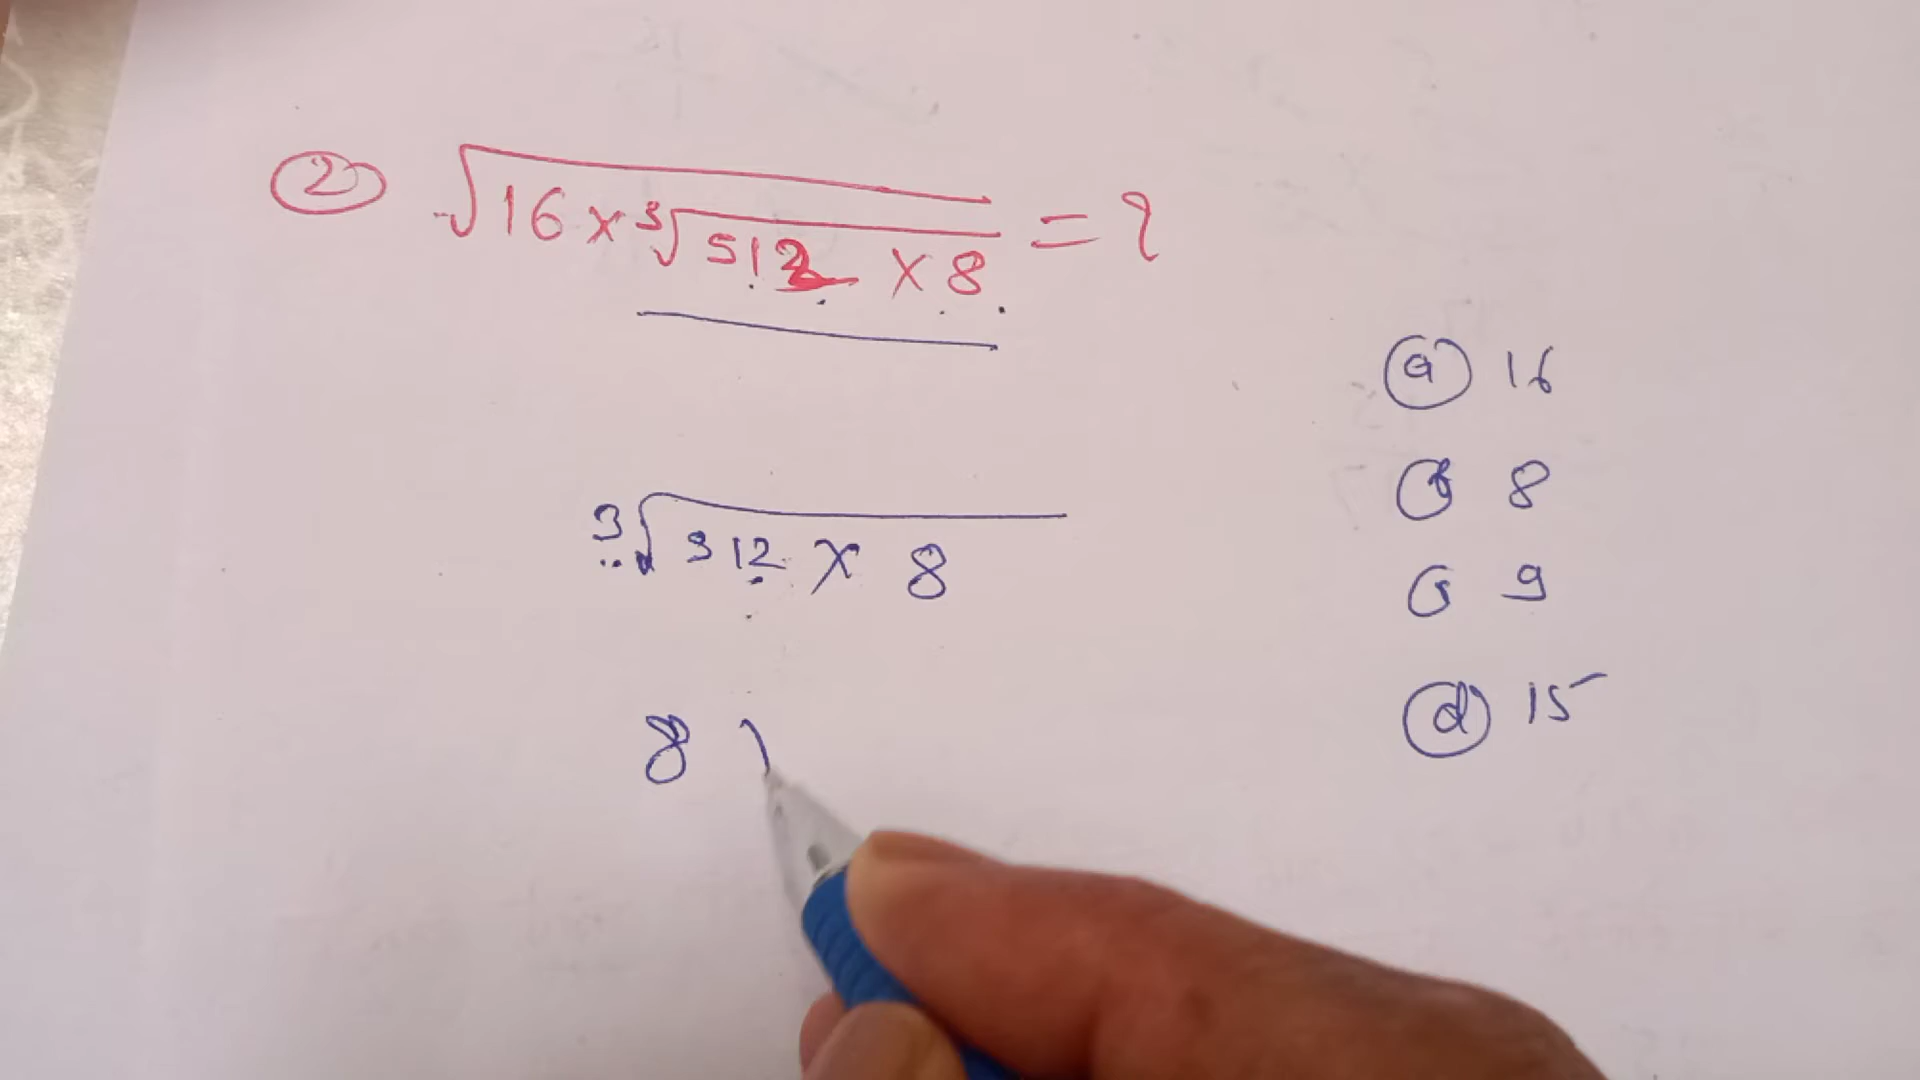 ② √16×³√512 × 8 = ?
³√512 × 8
8
ⓐ 16
ⓑ 8
9
ⓓ 15